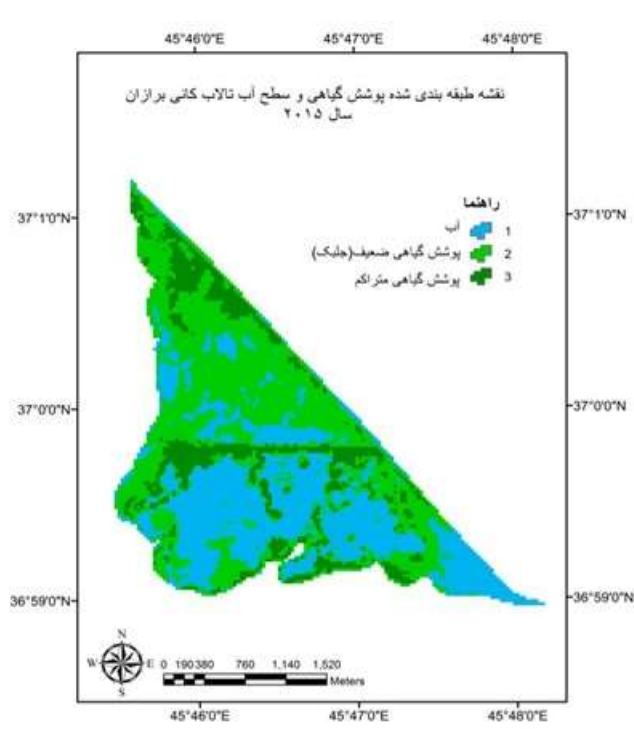 45°46'0"E 45°47'0"E 45°48'0"E
نقشه طبقه بندی شده پوشش گیاهی و سطح آب تالاب کانی برازان
سال ۲۰۱۵
37°1'0"N 37°1'0"N
راهنما
آب 1
پوشش گیاهی ضعیف(جلبک) 2
پوشش گیاهی متراکم 3
37°0'0"N 37°0'0"N
36°59'0"N 36°59'0"N
N
W E
S
0 190 380 760 1,140 1,520
Meters
45°46'0"E 45°47'0"E 45°48'0"E